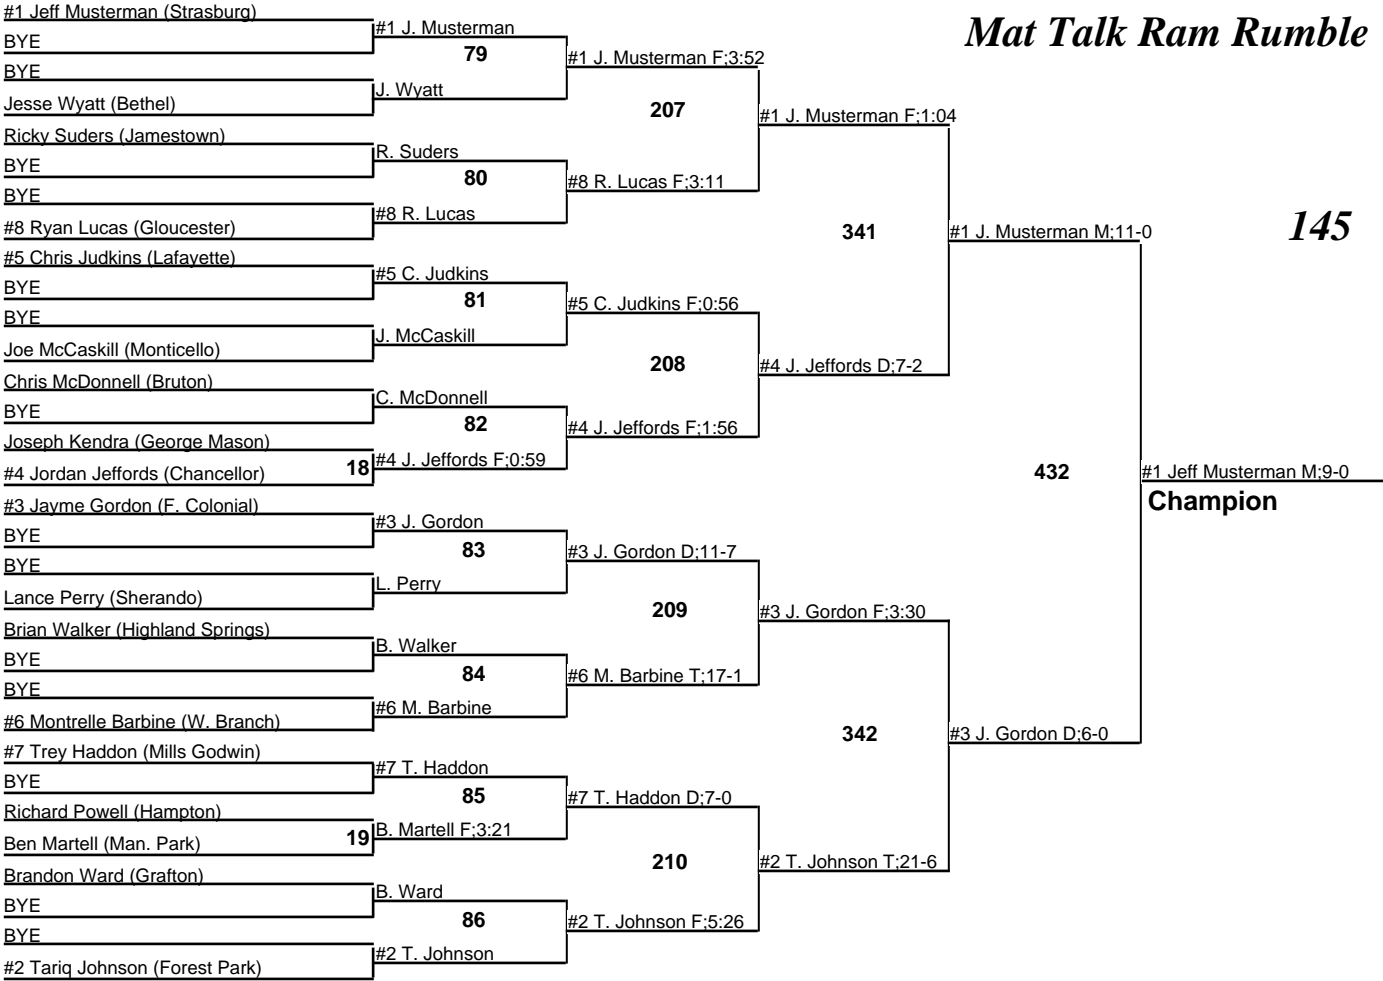 Mat Talk Ram Rumble
145
#1 Jeff Musterman (Strasburg)
BYE
BYE
Jesse Wyatt (Bethel)
Ricky Suders (Jamestown)
BYE
BYE
#8 Ryan Lucas (Gloucester)
#5 Chris Judkins (Lafayette)
BYE
BYE
Joe McCaskill (Monticello)
Chris McDonnell (Bruton)
BYE
Joseph Kendra (George Mason)
#4 Jordan Jeffords (Chancellor)
#3 Jayme Gordon (F. Colonial)
BYE
BYE
Lance Perry (Sherando)
Brian Walker (Highland Springs)
BYE
BYE
#6 Montrelle Barbine (W. Branch)
#7 Trey Haddon (Mills Godwin)
BYE
Richard Powell (Hampton)
Ben Martell (Man. Park)
Brandon Ward (Grafton)
BYE
BYE
#2 Tariq Johnson (Forest Park)
18
19
#1 J. Musterman
79
J. Wyatt
R. Suders
80
#8 R. Lucas
#5 C. Judkins
81
J. McCaskill
C. McDonnell
82
#4 J. Jeffords F;0:59
#3 J. Gordon
83
L. Perry
B. Walker
84
#6 M. Barbine
#7 T. Haddon
85
B. Martell F;3:21
B. Ward
86
#2 T. Johnson
#1 J. Musterman F;3:52
207
#8 R. Lucas F;3:11
#5 C. Judkins F;0:56
208
#4 J. Jeffords F;1:56
#3 J. Gordon D;11-7
209
#6 M. Barbine T;17-1
#7 T. Haddon D;7-0
210
#2 T. Johnson F;5:26
#1 J. Musterman F;1:04
341
#4 J. Jeffords D;7-2
#3 J. Gordon F;3:30
342
#2 T. Johnson T;21-6
#1 J. Musterman M;11-0
432
#3 J. Gordon D;6-0
#1 Jeff Musterman M;9-0
Champion